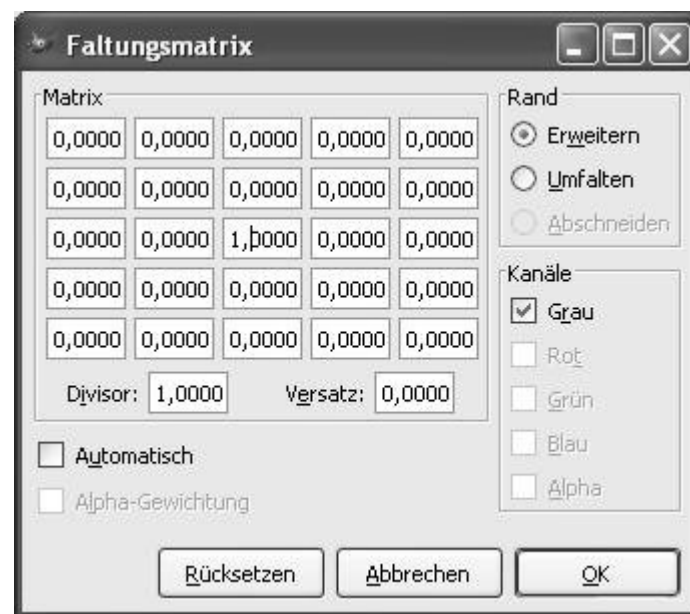 Faltungsmatrix
Matrix
0,0000 0,0000 0,0000 0,0000 0,0000
0,0000 0,0000 0,0000 0,0000 0,0000
0,0000 0,0000 1,0000 0,0000 0,0000
0,0000 0,0000 0,0000 0,0000 0,0000
0,0000 0,0000 0,0000 0,0000 0,0000
Divisor: 1,0000 Versatz: 0,0000
Automatisch
Alpha-Gewichtung
Rand
Erweitern
Umfalten
Abschneiden
Kanäle
Grau
Rot
Grün
Blau
Alpha
Rücksetzen Abbrechen OK